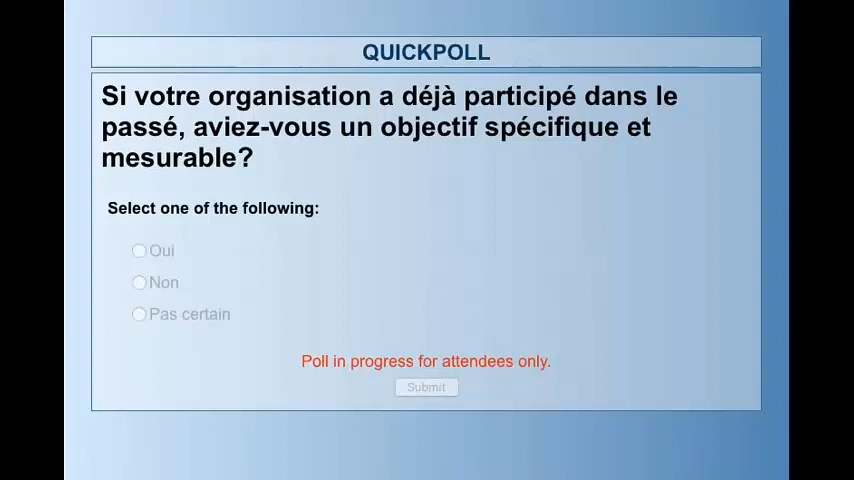 QUICKPOLL
Si votre organisation a déjà participé dans le
passé, aviez-vous un objectif spécifique et
mesurable?
Select one of the following:
Oui
Non
Pas certain
Poll in progress for attendees only.
Submit